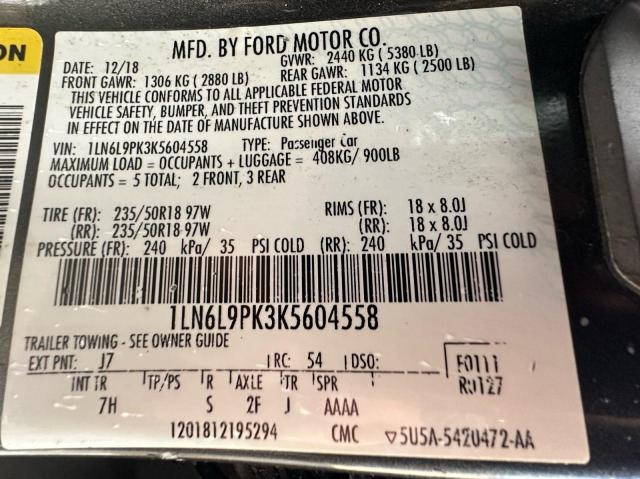 ON
MFD. BY FORD MOTOR CO.
DATE: 12/18 GVWR: 2440 KG ( 5380 LB)
FRONT GAWR: 1306 KG ( 2880 LB) REAR GAWR: 1134 KG ( 2500 LB)
THIS VEHICLE CONFORMS TO ALL APPLICABLE FEDERAL MOTOR
VEHICLE SAFETY, BUMPER, AND THEFT PREVENTION STANDARDS
IN EFFECT ON THE DATE OF MANUFACTURE SHOWN ABOVE.
VIN: 1LN6L9PK3K5604558 TYPE: Passenger Car
MAXIMUM LOAD = OCCUPANTS + LUGGAGE = 408KG/ 900LB
OCCUPANTS = 5 TOTAL; 2 FRONT, 3 REAR
TIRE (FR): 235/50R18 97W RIMS (FR): 18 x 8.0J
(RR): 235/50R18 97W (RR): 18 x 8.0J
PRESSURE (FR): 240 kPa/ 35 PSI COLD (RR): 240 kPa/ 35 PSI COLD
1LN6L9PK3K5604558
TRAILER TOWING - SEE OWNER GUIDE
EXT PNT: J7 RC: 54 DSO: F0111
INT TR TP/PS R AXLE TR SPR R0127
7H S 2F J AAAA
1201812195294 CMC ▽5U5A-5420472-AA